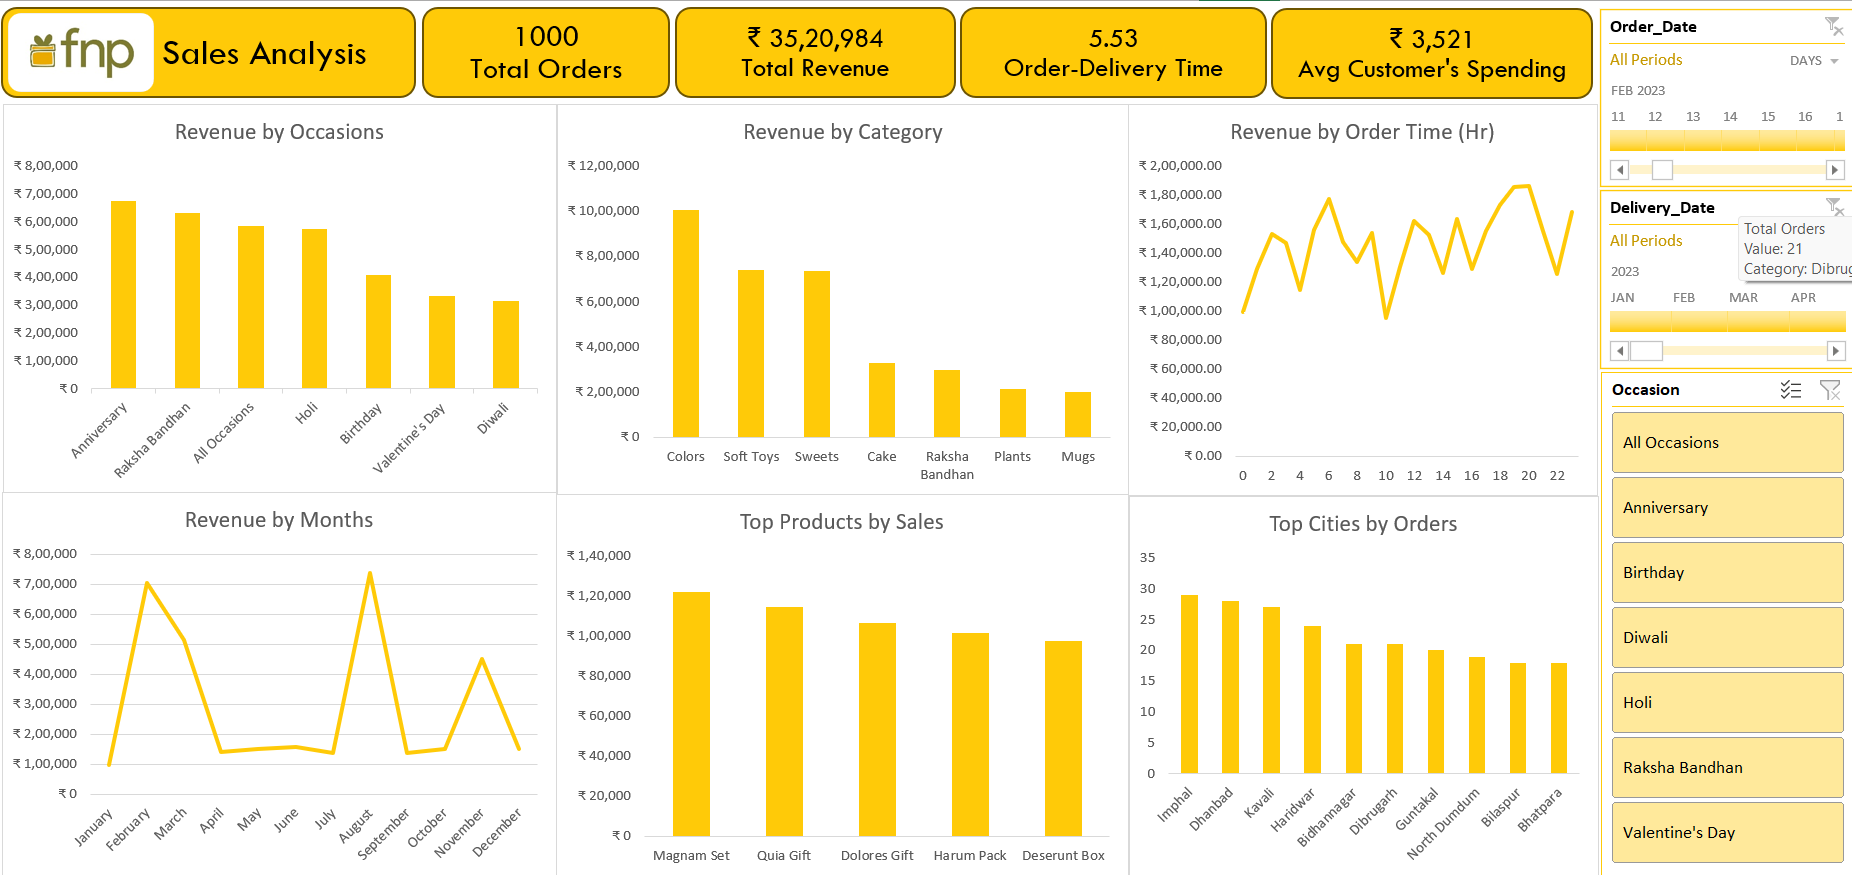 fnp
Sales Analysis
1000
Total Orders
₹ 35,20,984
Total Revenue
5.53
Order-Delivery Time
₹ 3,521
Avg Customer's Spending
Revenue by Occasions
₹ 8,00,000
₹ 7,00,000
₹ 6,00,000
₹ 5,00,000
₹ 4,00,000
₹ 3,00,000
₹ 2,00,000
₹ 1,00,000
₹ 0
Anniversary
Raksha Bandhan
All Occasions
Holi
Birthday
Valentine's Day
Diwali
Revenue by Category
₹ 12,00,000
₹ 10,00,000
₹ 8,00,000
₹ 6,00,000
₹ 4,00,000
₹ 2,00,000
₹ 0
Colors
Soft Toys
Sweets
Cake
Raksha
Bandhan
Plants
Mugs
Revenue by Order Time (Hr)
₹ 2,00,000.00
₹ 1,80,000.00
₹ 1,60,000.00
₹ 1,40,000.00
₹ 1,20,000.00
₹ 1,00,000.00
₹ 80,000.00
₹ 60,000.00
₹ 40,000.00
₹ 20,000.00
₹ 0.00
0 2 4 6 8 10 12 14 16 18 20 22
Revenue by Months
₹ 8,00,000
₹ 7,00,000
₹ 6,00,000
₹ 5,00,000
₹ 4,00,000
₹ 3,00,000
₹ 2,00,000
₹ 1,00,000
₹ 0
January
February
March
April
May
June
July
August
September
October
November
December
Top Products by Sales
₹ 1,40,000
₹ 1,20,000
₹ 1,00,000
₹ 80,000
₹ 60,000
₹ 40,000
₹ 20,000
₹ 0
Magnam Set
Quia Gift
Dolores Gift
Harum Pack
Deserunt Box
Top Cities by Orders
35
30
25
20
15
10
5
0
Imphal
Dhanbad
Kavali
Haridwar
Bidhannagar
Dibrugarh
Guntakal
North Dumdum
Bilaspur
Bhatpara
Order_Date
All Periods DAYS
FEB 2023
11 12 13 14 15 16 1
Delivery_Date
All Periods
2023
JAN FEB MAR APR
Total Orders
Value: 21
Category: Dibrug
Occasion
All Occasions
Anniversary
Birthday
Diwali
Holi
Raksha Bandhan
Valentine's Day